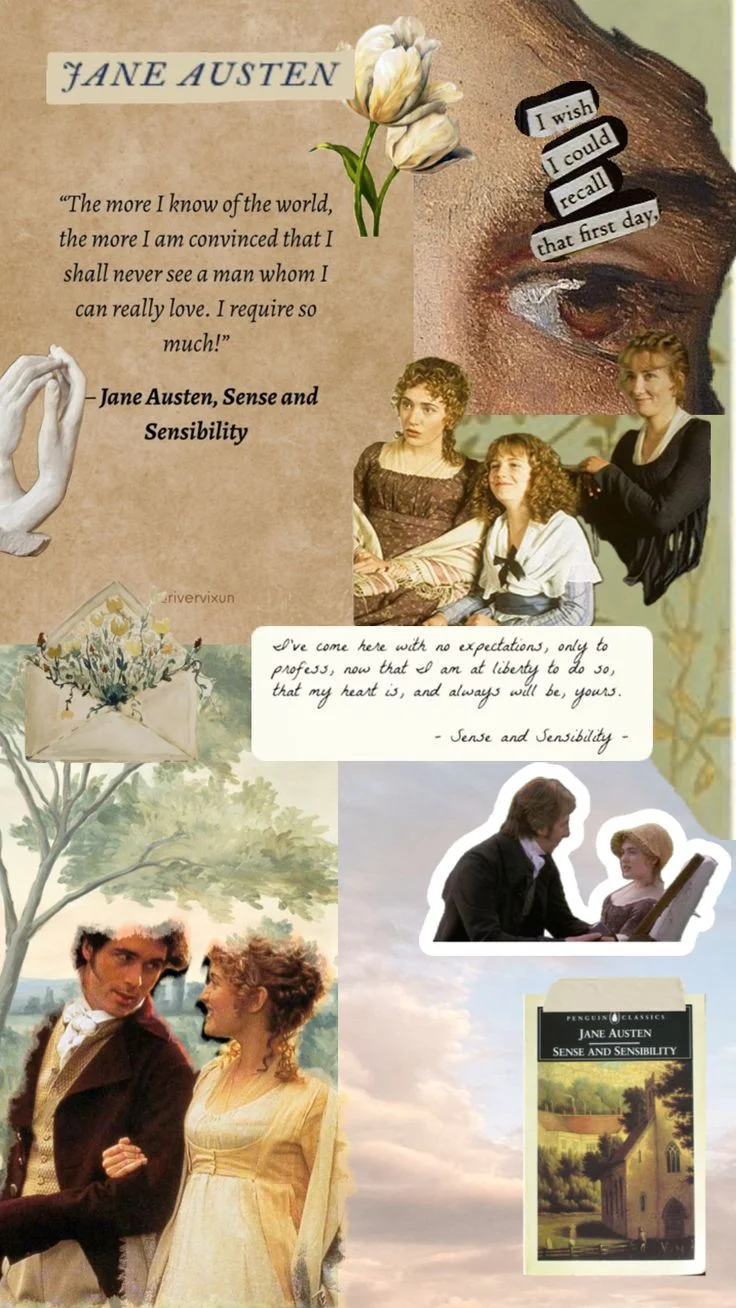 JANE AUSTEN
I wish
I could
recall
that first day,
“The more I know of the world,
the more I am convinced that I
shall never see a man whom I
can really love. I require so
much!”
– Jane Austen, Sense and
Sensibility
rivervixun
I've come here with no expectations, only to
profess, now that I am at liberty to do so,
that my heart is, and always will be, yours.
- Sense and Sensibility -
PENGUIN CLASSICS
JANE AUSTEN
SENSE AND SENSIBILITY